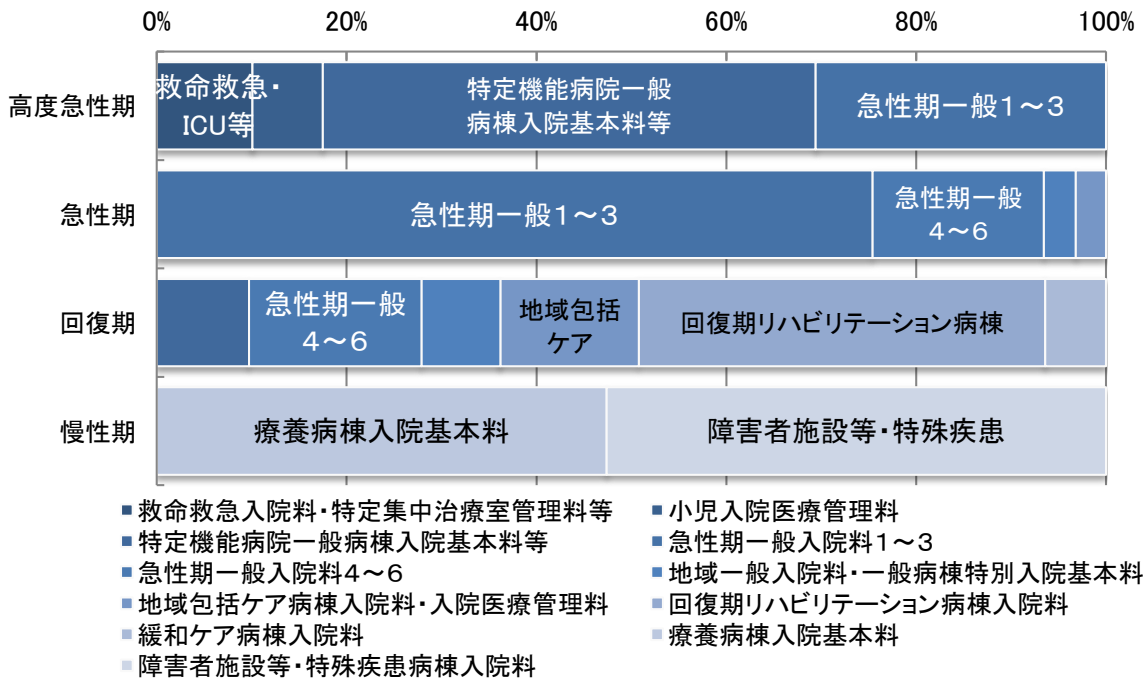 0% 20% 40% 60% 80% 100%
高度急性期
救命救急・
ICU等
特定機能病院一般
病棟入院基本料等
急性期一般1～3
急性期
急性期一般1～3
急性期一般
4～6
回復期
急性期一般
4～6
地域包括
ケア
回復期リハビリテーション病棟
慢性期
療養病棟入院基本料
障害者施設等・特殊疾患
救命救急入院料・特定集中治療室管理料等
小児入院医療管理料
特定機能病院一般病棟入院基本料等
急性期一般入院料1～3
急性期一般入院料4～6
地域一般入院料・一般病棟特別入院基本料
地域包括ケア病棟入院料・入院医療管理料
回復期リハビリテーション病棟入院料
緩和ケア病棟入院料
療養病棟入院基本料
障害者施設等・特殊疾患病棟入院料